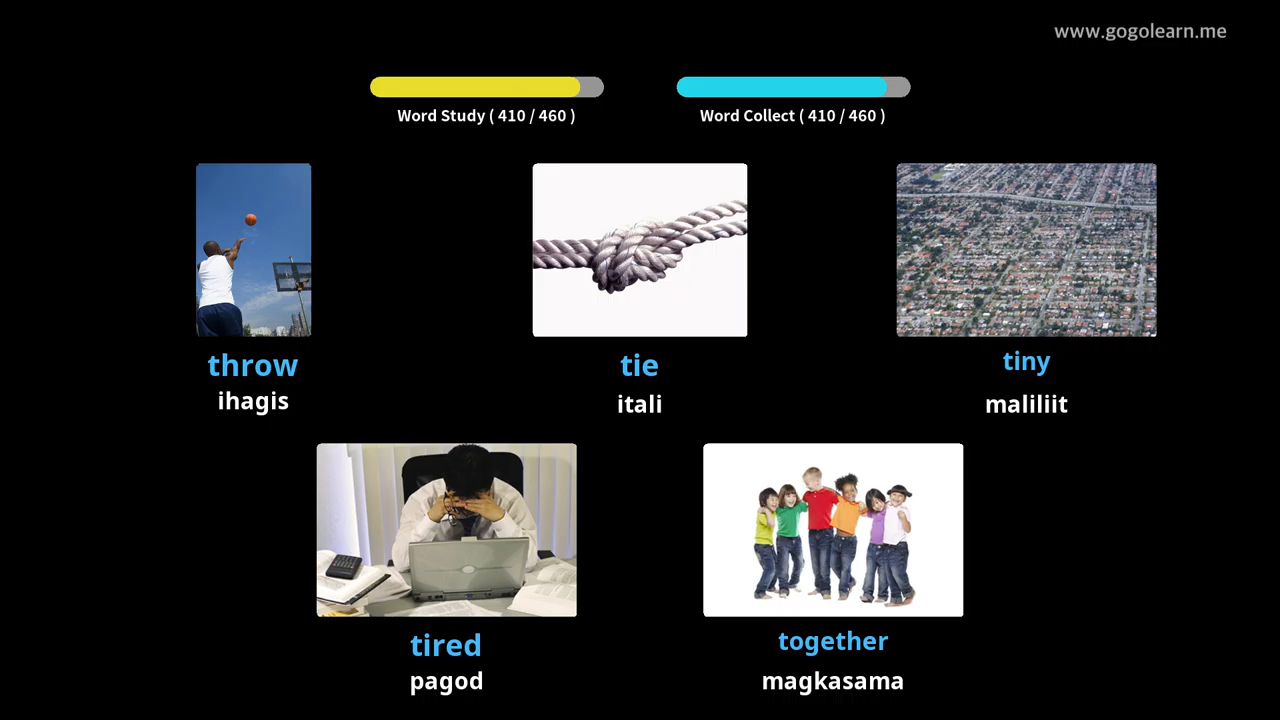 www.gogolearn.me
Word Study ( 410 / 460 )
Word Collect ( 410 / 460 )
throw
ihagis
tie
itali
tiny
maliliit
tired
pagod
together
magkasama